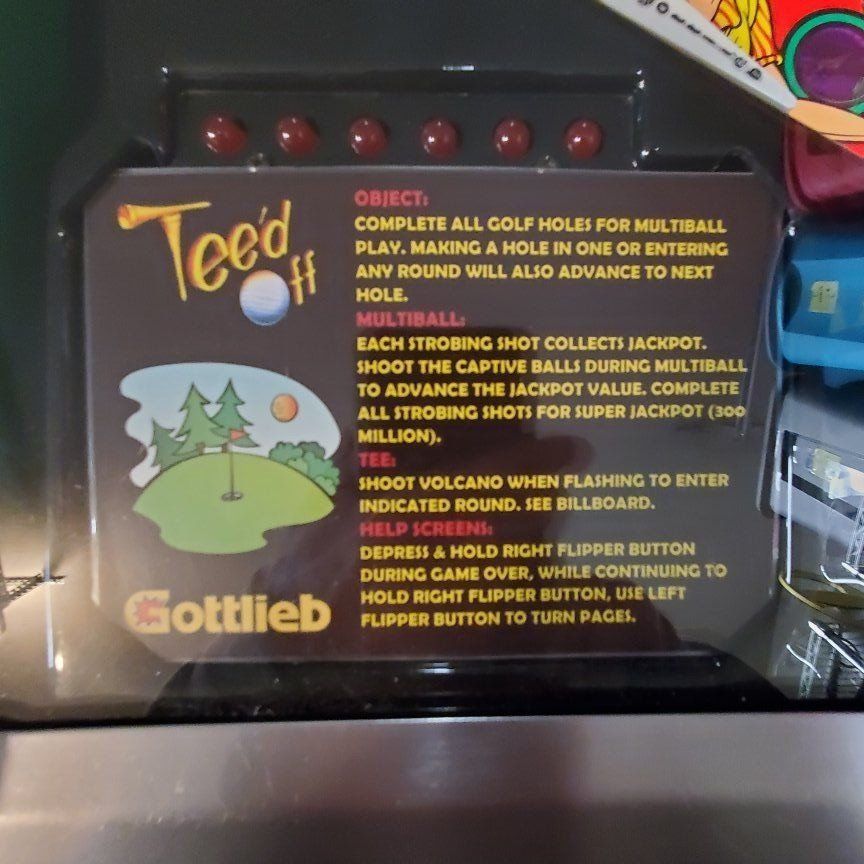 Tee'd
Off
OBJECT:
COMPLETE ALL GOLF HOLES FOR MULTIBALL
PLAY. MAKING A HOLE IN ONE OR ENTERING
ANY ROUND WILL ALSO ADVANCE TO NEXT
HOLE.
MULTIBALL:
EACH STROBING SHOT COLLECTS JACKPOT.
SHOOT THE CAPTIVE BALLS DURING MULTIBALL
TO ADVANCE THE JACKPOT VALUE. COMPLETE
ALL STROBING SHOTS FOR SUPER JACKPOT (300
MILLION).
TEE:
SHOOT VOLCANO WHEN FLASHING TO ENTER
INDICATED ROUND. SEE BILLBOARD.
HELP SCREENS:
DEPRESS & HOLD RIGHT FLIPPER BUTTON
DURING GAME OVER, WHILE CONTINUING TO
HOLD RIGHT FLIPPER BUTTON, USE LEFT
FLIPPER BUTTON TO TURN PAGES.
Gottlieb